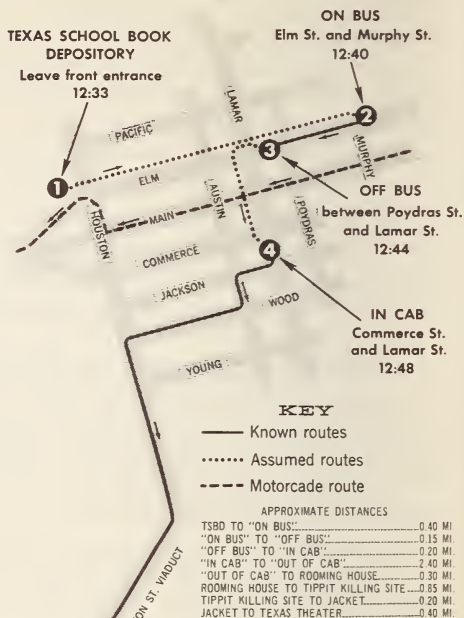 TEXAS SCHOOL BOOK
DEPOSITORY
Leave front entrance
12:33
ON BUS
Elm St. and Murphy St.
12:40
LAMAR
PACIFIC
2
3
MURPHY
1
ELM
AUSTIN
POYDRAS
OFF BUS
between Poydras St.
and Lamar St.
12:44
HOUSTON
MAIN
COMMERCE
4
JACKSON
WOOD
IN CAB
Commerce St.
and Lamar St.
12:48
YOUNG
KEY
Known routes
Assumed routes
Motorcade route
APPROXIMATE DISTANCES
TSBD TO "ON BUS" 0.40 MI.
"ON BUS" TO "OFF BUS" 0.15 MI.
"OFF BUS" TO "IN CAB" 0.20 MI.
"IN CAB" TO "OUT OF CAB" 2.40 MI.
"OUT OF CAB" TO ROOMING HOUSE 0.30 MI.
ROOMING HOUSE TO TIPPIT KILLING SITE 0.85 MI.
TIPPIT KILLING SITE TO JACKET 0.20 MI.
JACKET TO TEXAS THEATER 0.40 MI.
ON ST. VIADUCT